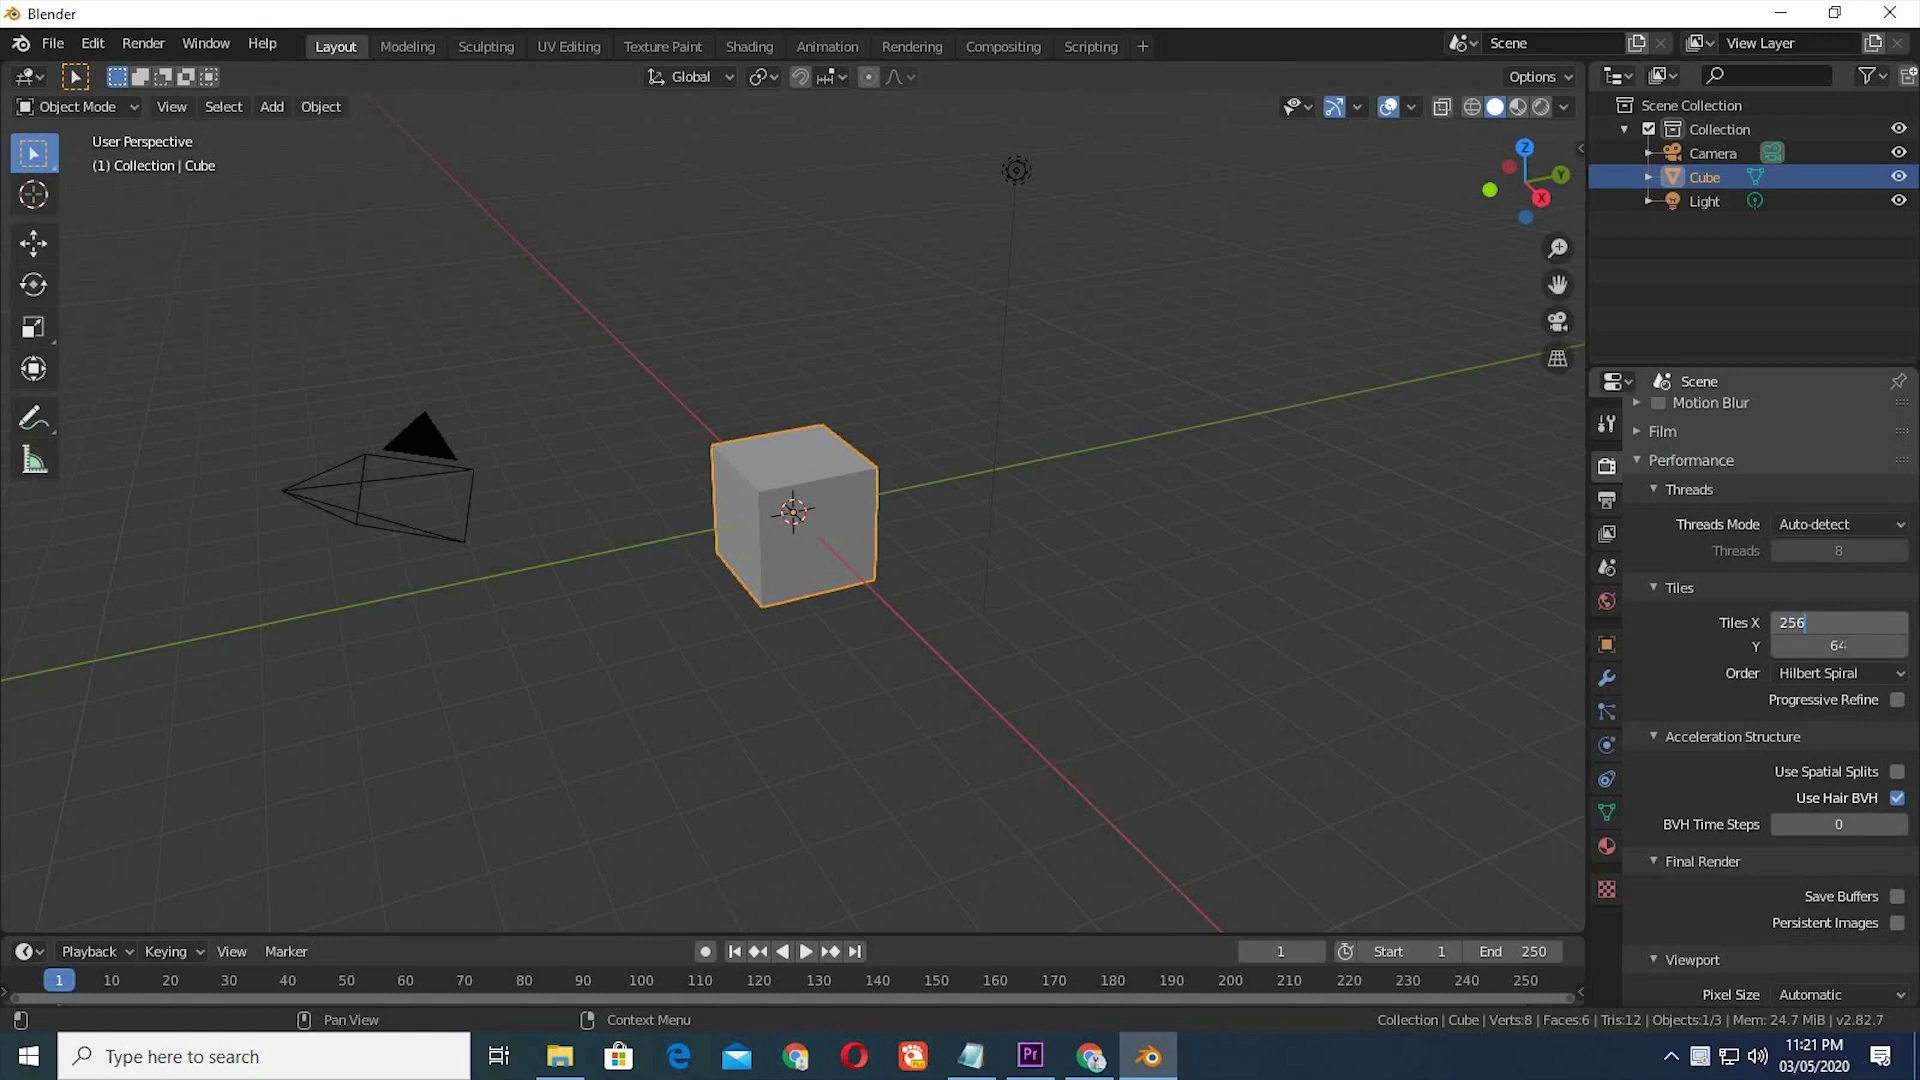 Blender
File Edit Render Window Help Layout Modeling Sculpting UV Editing Texture Paint Shading Animation Rendering Compositing Scripting + Scene View Layer
Global Options
Object Mode View Select Add Object
User Perspective
(1) Collection | Cube
Z
Y
X
Scene Collection
Collection
Camera
Cube
Light
Scene
Motion Blur
Film
Performance
Threads
Threads Mode Auto-detect
Threads 8
Tiles
Tiles X 256
Y 64
Order Hilbert Spiral
Progressive Refine
Acceleration Structure
Use Spatial Splits
Use Hair BVH
BVH Time Steps 0
Final Render
Save Buffers
Persistent Images
Viewport
Pixel Size Automatic
Playback Keying View Marker 1 Start 1 End 250
1 10 20 30 40 50 60 70 80 90 100 110 120 130 140 150 160 170 180 190 200 210 220 230 240 250
Pan View Context Menu Collection | Cube | Verts:8 | Faces:6 | Tris:12 | Objects:1/3 | Mem: 24.7 MiB | v2.82.7
Type here to search
Pr
11:21 PM
03/05/2020